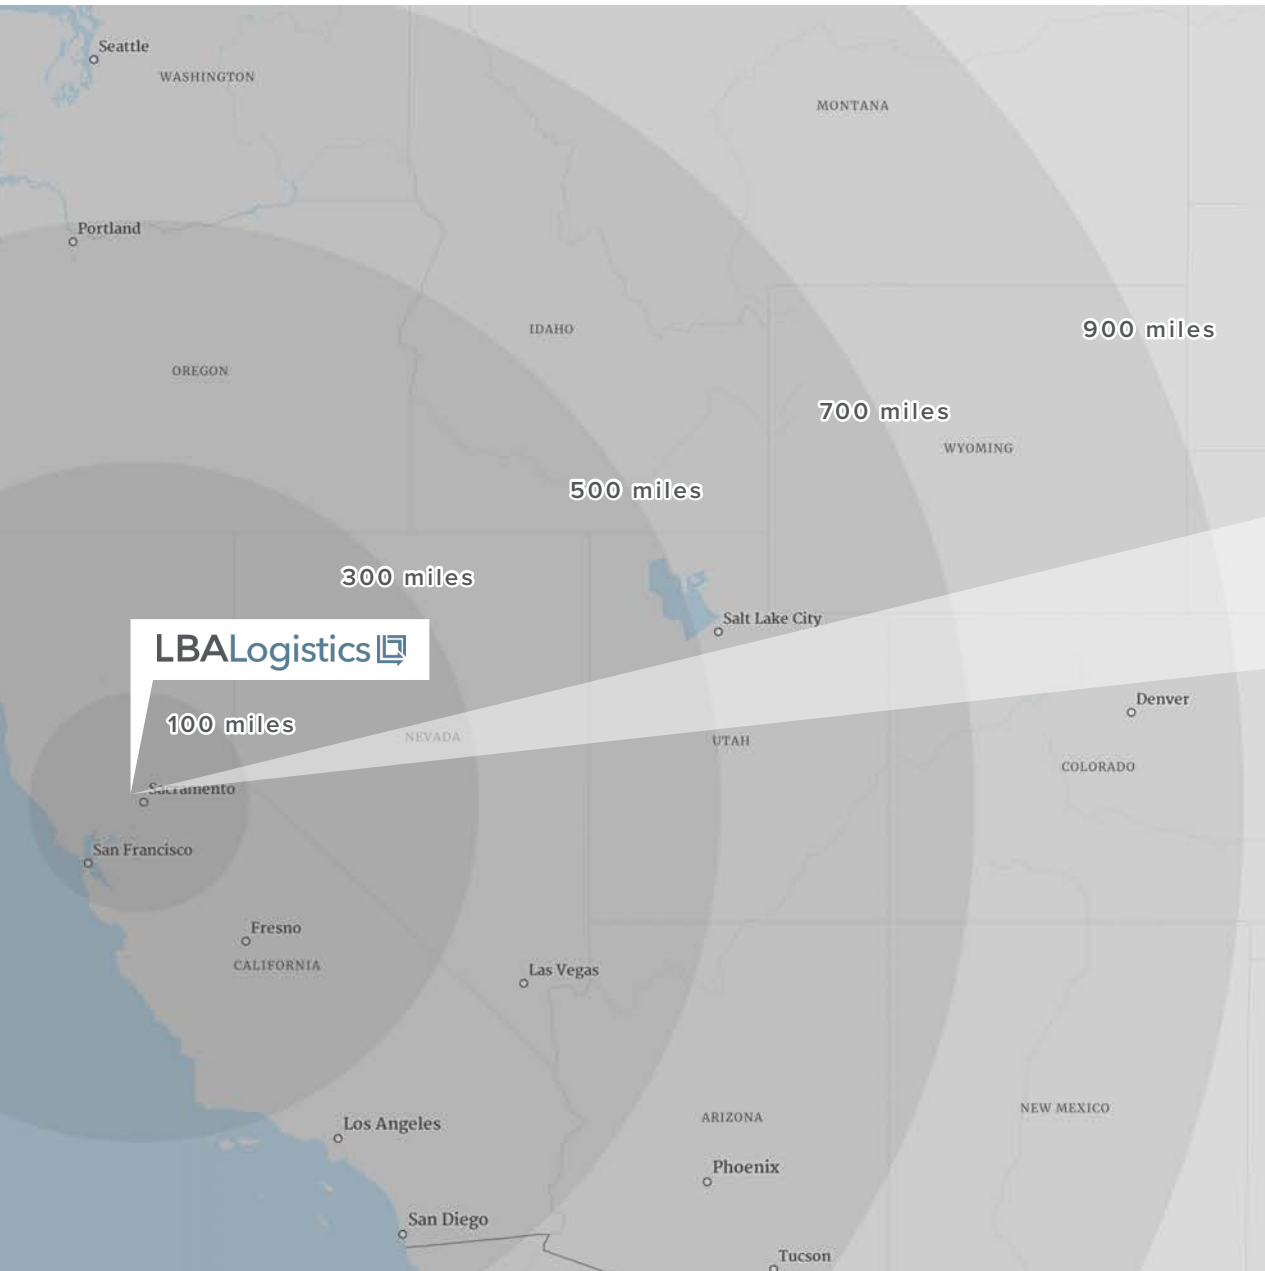 Seattle
WASHINGTON
MONTANA
Portland
900 miles
IDAHO
OREGON
700 miles
WYOMING
500 miles
300 miles
Salt Lake City
LBALogistics
Denver
100 miles
NEVADA
UTAH
COLORADO
Sacramento
San Francisco
Fresno
CALIFORNIA
Las Vegas
NEW MEXICO
ARIZONA
Los Angeles
Phoenix
San Diego
Tucson